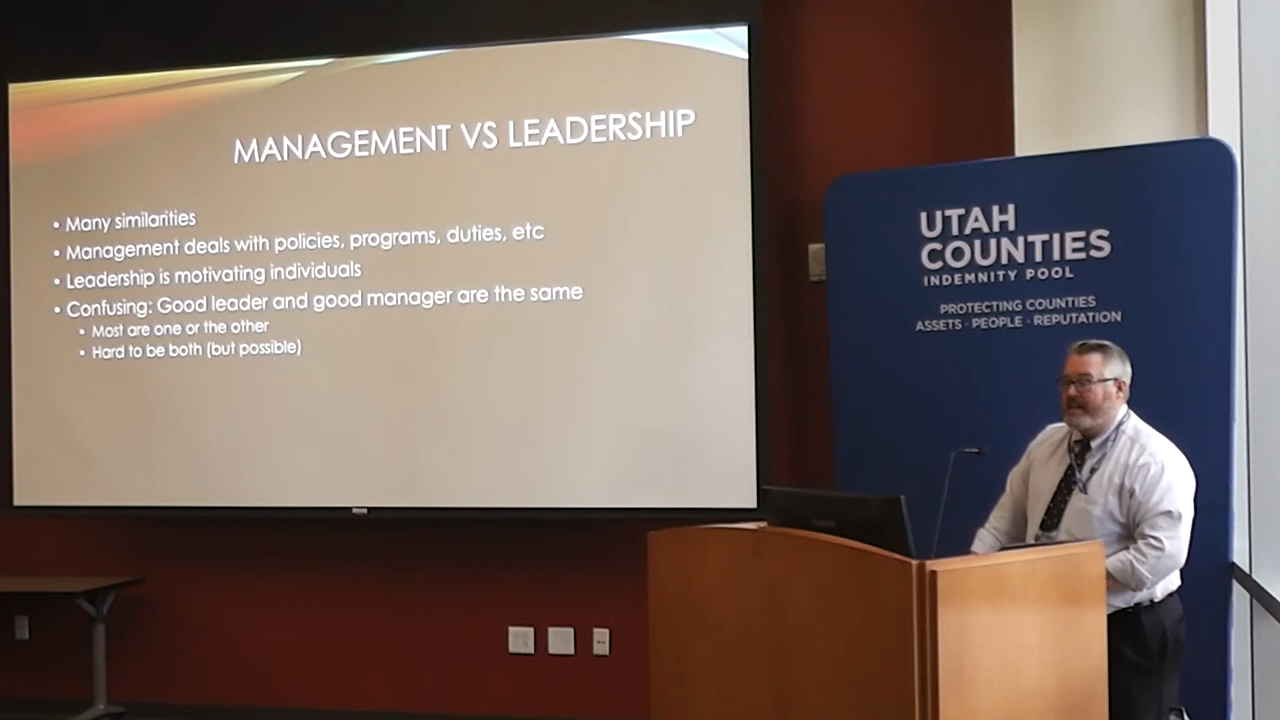 MANAGEMENT VS LEADERSHIP
• Many similarities
• Management deals with policies, programs, duties, etc
• Leadership is motivating individuals
• Confusing: Good leader and good manager are the same
• Most are one or the other
• Hard to be both (but possible)
UTAH
COUNTIES
INDEMNITY POOL
PROTECTING COUNTIES
ASSETS · PEOPLE · REPUTATION